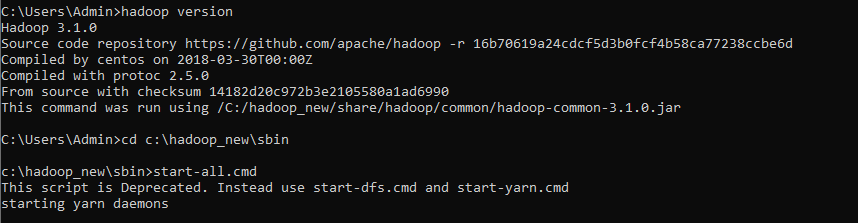 C:\Users\Admin>hadoop version
Hadoop 3.1.0
Source code repository https://github.com/apache/hadoop -r 16b70619a24cdcf5d3b0fcf4b58ca77238ccbe6d
Compiled by centos on 2018-03-30T00:00Z
Compiled with protoc 2.5.0
From source with checksum 14182d20c972b3e2105580a1ad6990
This command was run using /C:/hadoop_new/share/hadoop/common/hadoop-common-3.1.0.jar
C:\Users\Admin>cd c:\hadoop_new\sbin
c:\hadoop_new\sbin>start-all.cmd
This script is Deprecated. Instead use start-dfs.cmd and start-yarn.cmd
starting yarn daemons